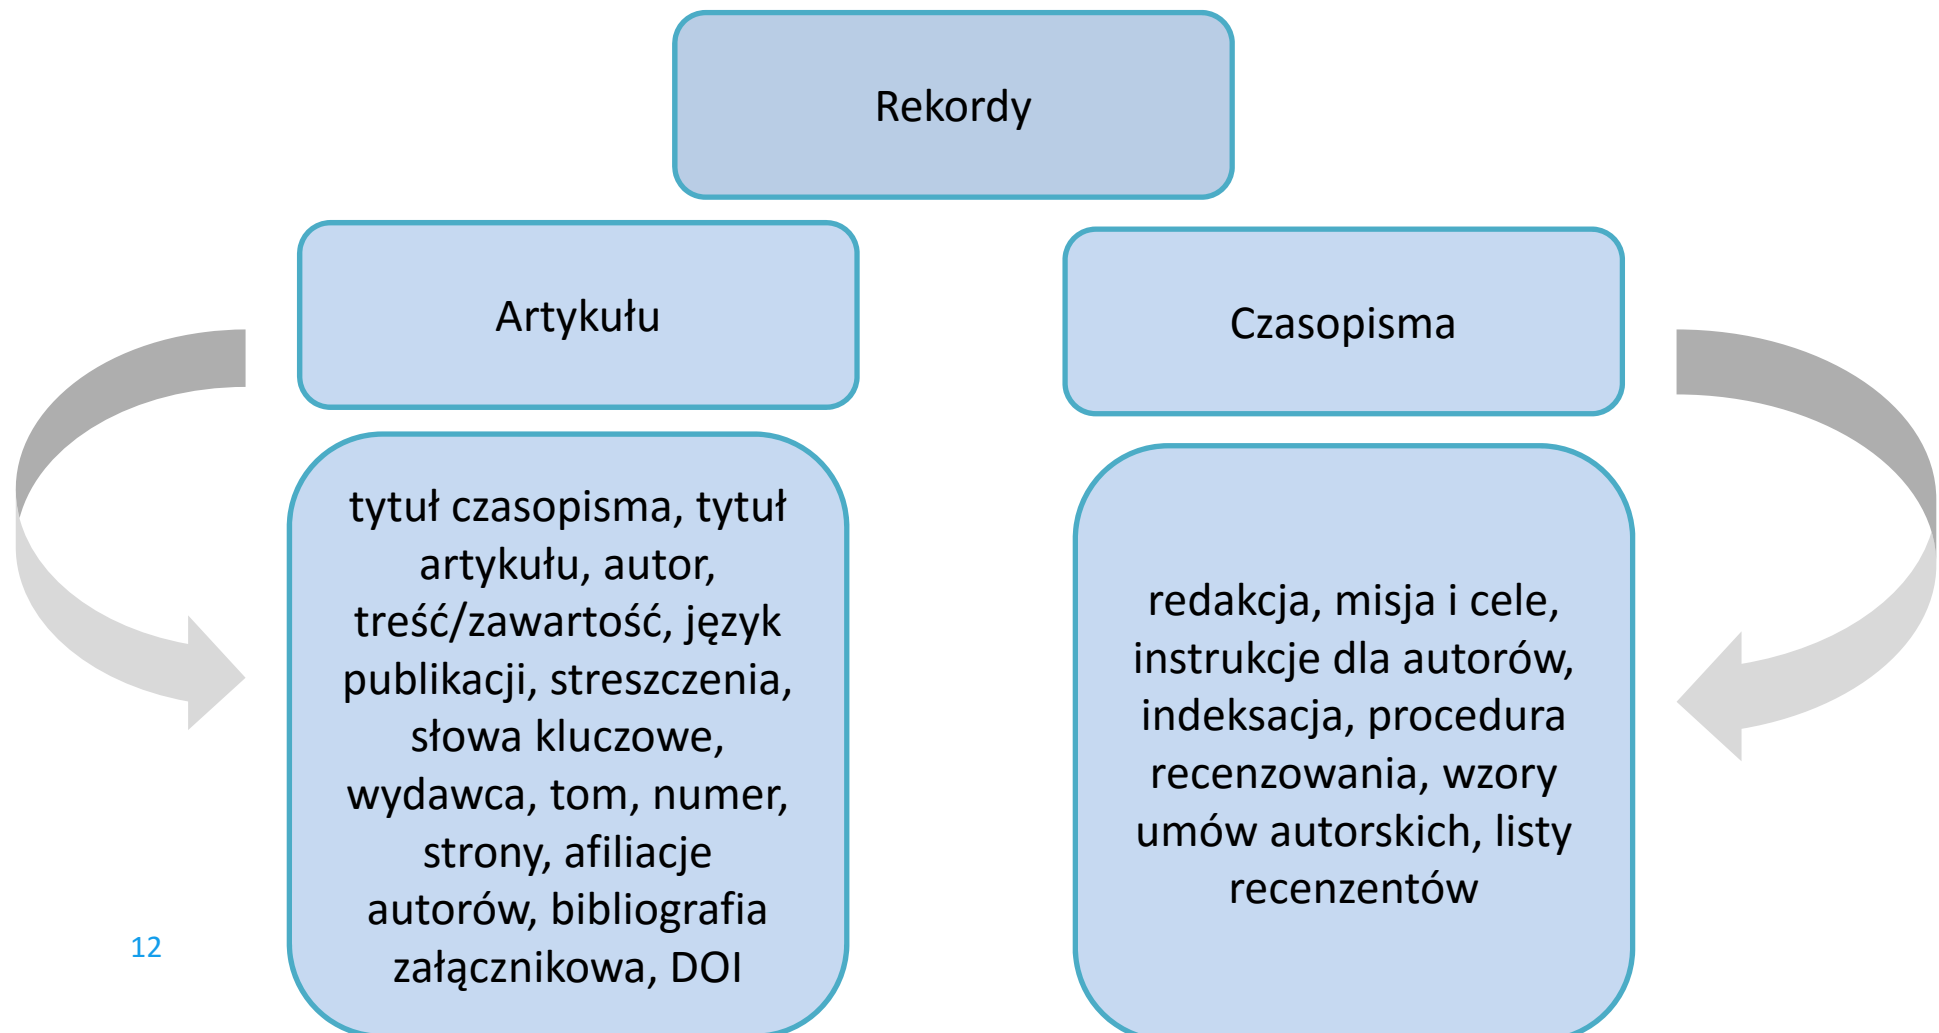 Rekordy
Artykułu
Czasopisma
tytuł czasopisma, tytuł
artykułu, autor,
treść/zawartość, język
publikacji, streszczenia,
słowa kluczowe,
wydawca, tom, numer,
strony, afiliacje
autorów, bibliografia
załącznikowa, DOI
redakcja, misja i cele,
instrukcje dla autorów,
indeksacja, procedura
recenzowania, wzory
umów autorskich, listy
recenzentów
12